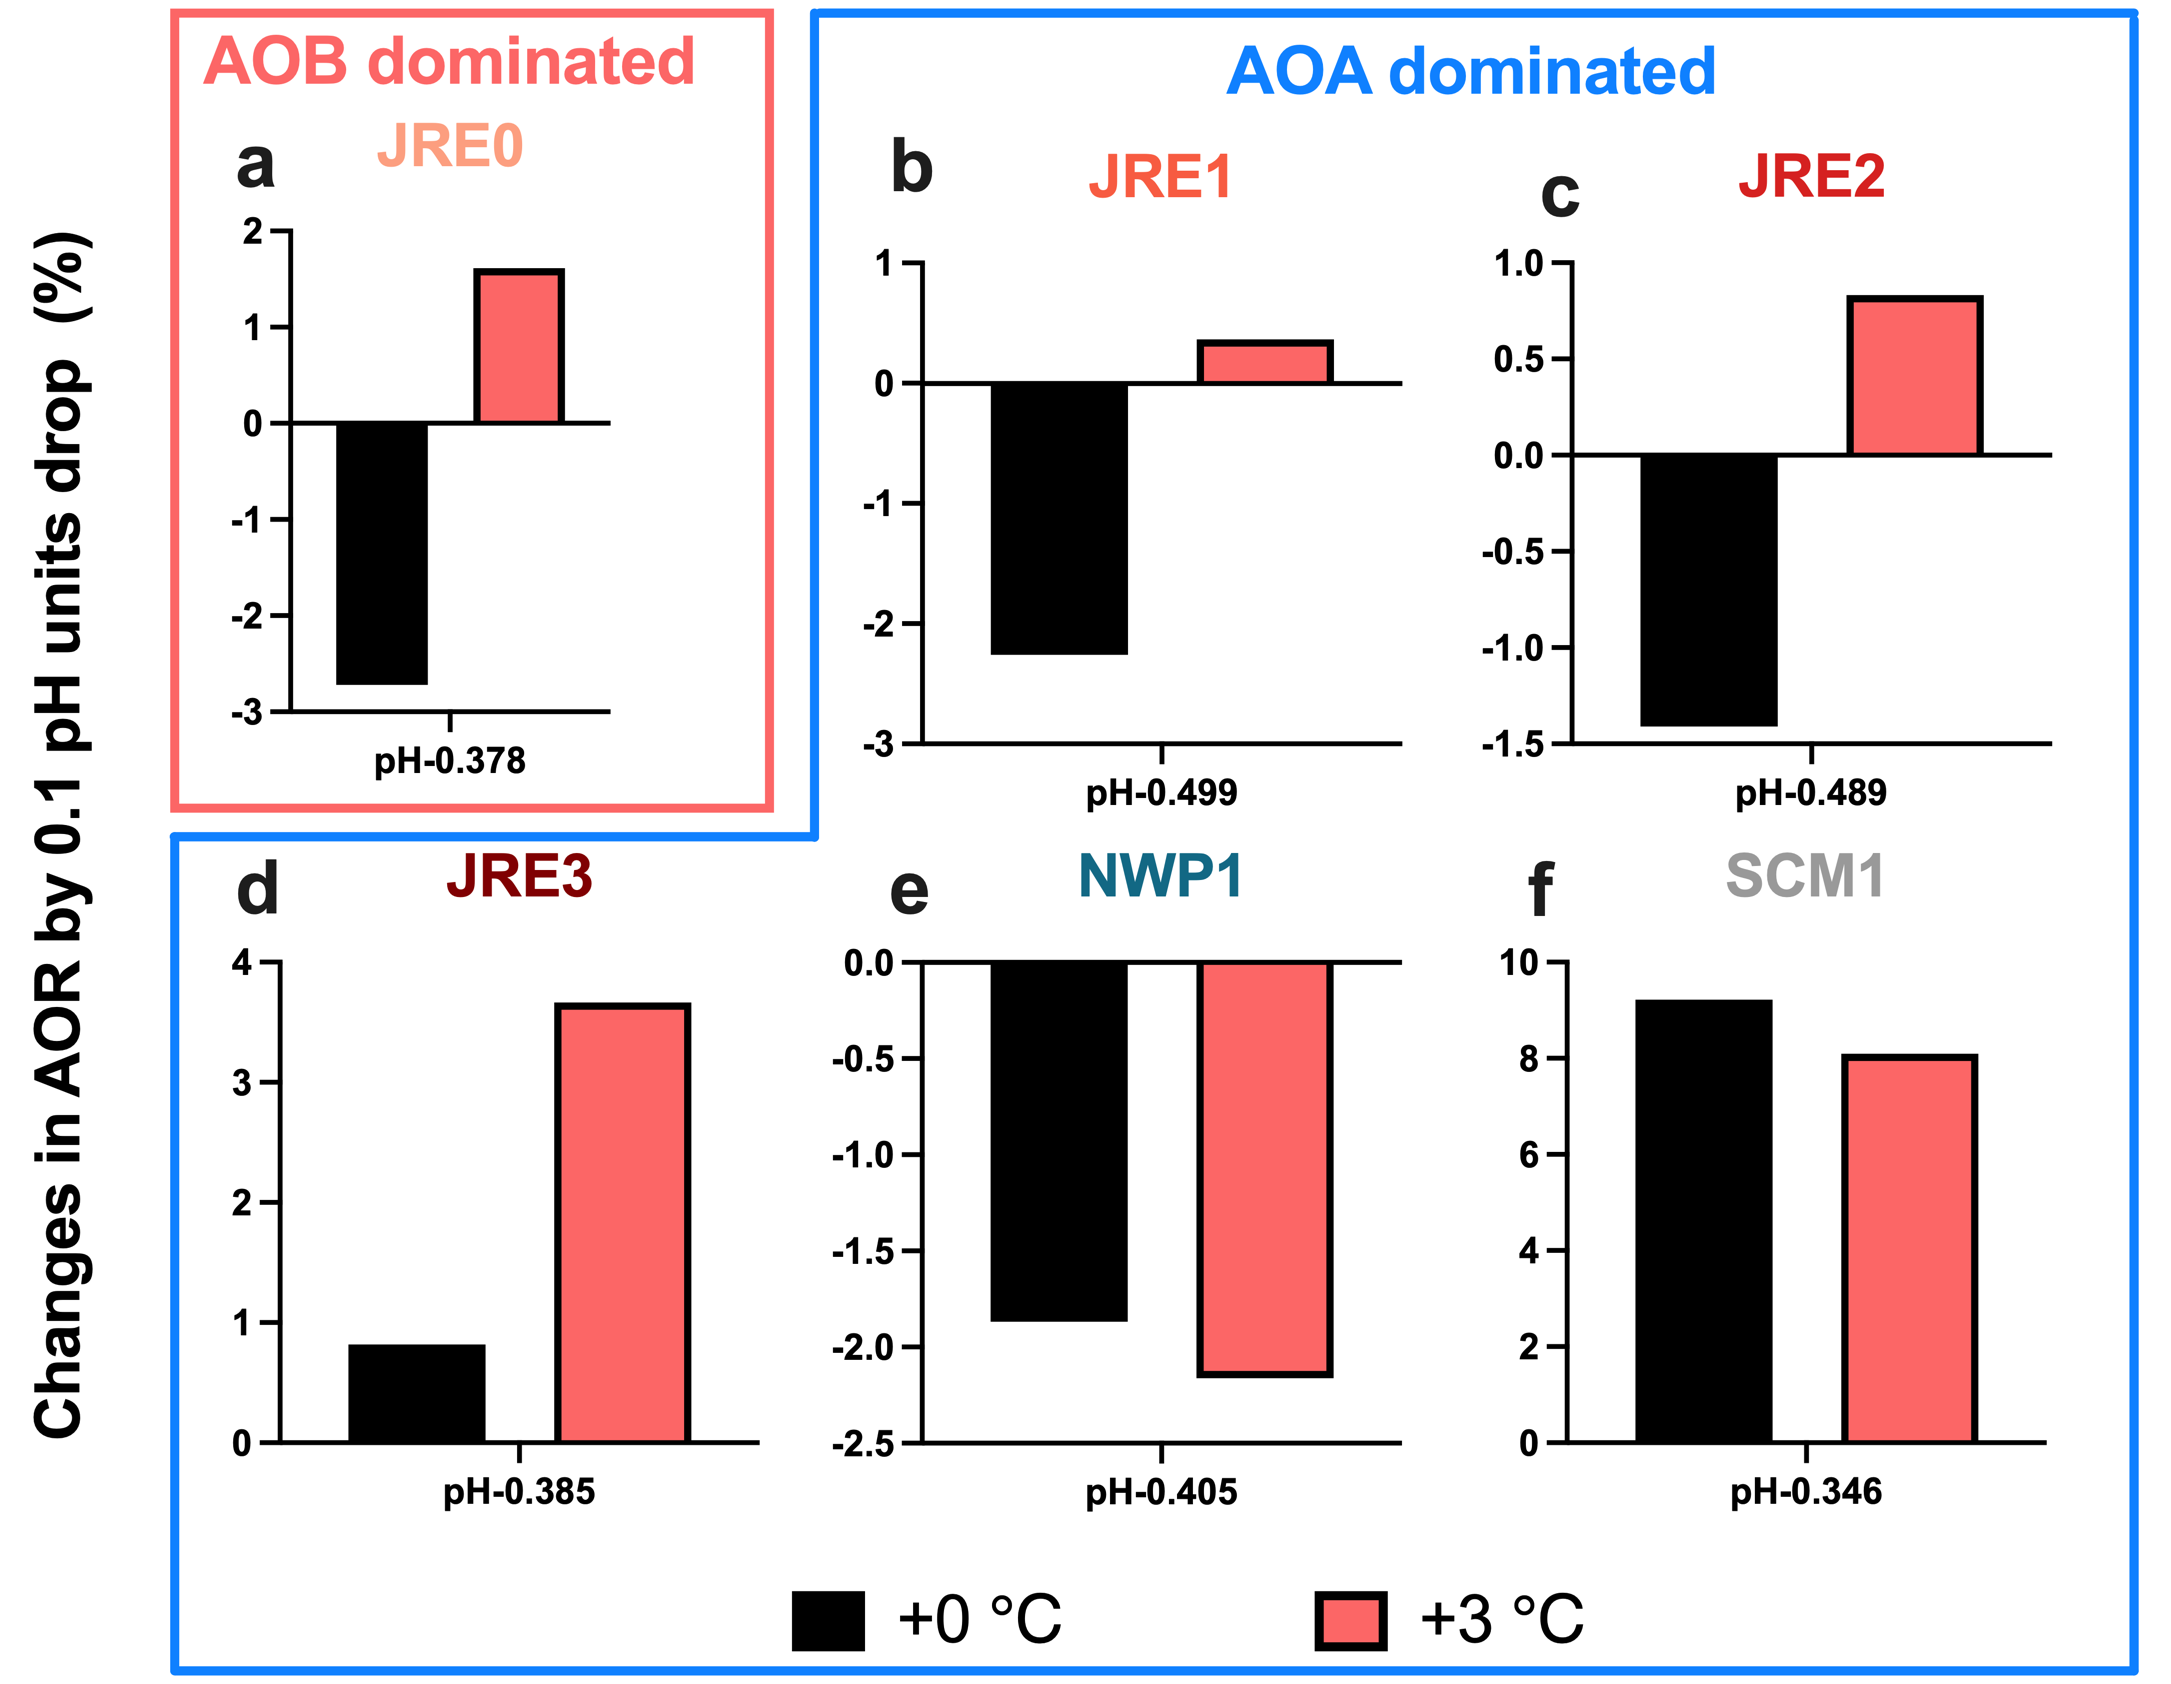 Changes in AOR by 0.1 pH units drop (%)
AOB dominated
a
JRE0
2
1
0
-1
-2
-3
pH-0.378
AOA dominated
b
JRE1
1
0
-1
-2
-3
pH-0.499
c
JRE2
1.0
0.5
0.0
-0.5
-1.0
-1.5
pH-0.489
d
JRE3
4
3
2
1
0
pH-0.385
e
NWP1
0.0
-0.5
-1.0
-1.5
-2.0
-2.5
pH-0.405
f
SCM1
10
8
6
4
2
0
pH-0.346
+0 °C
+3 °C